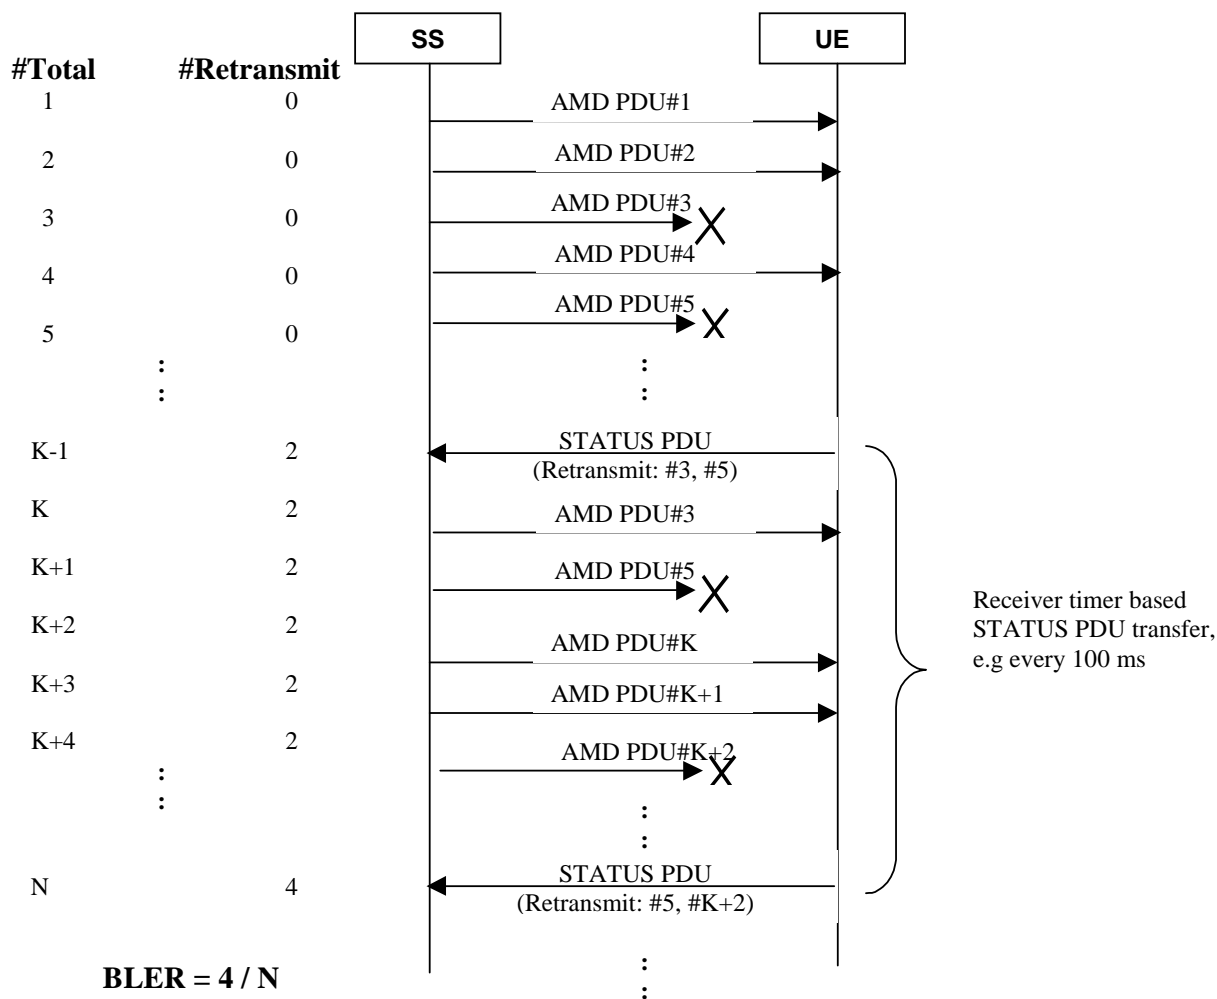 SS UE
#Total #Retransmit
1 0 AMD PDU#1
2 0 AMD PDU#2
3 0 AMD PDU#3
4 0 AMD PDU#4
5 0 AMD PDU#5
: :
: :
K-1 2 STATUS PDU
(Retransmit: #3, #5)
K 2 AMD PDU#3
K+1 2 AMD PDU#5
Receiver timer based
STATUS PDU transfer,
e.g every 100 ms
K+2 2 AMD PDU#K
K+3 2 AMD PDU#K+1
K+4 2 AMD PDU#K+2
: :
: :
N 4 STATUS PDU
(Retransmit: #5, #K+2)
BLER = 4 / N
:
: